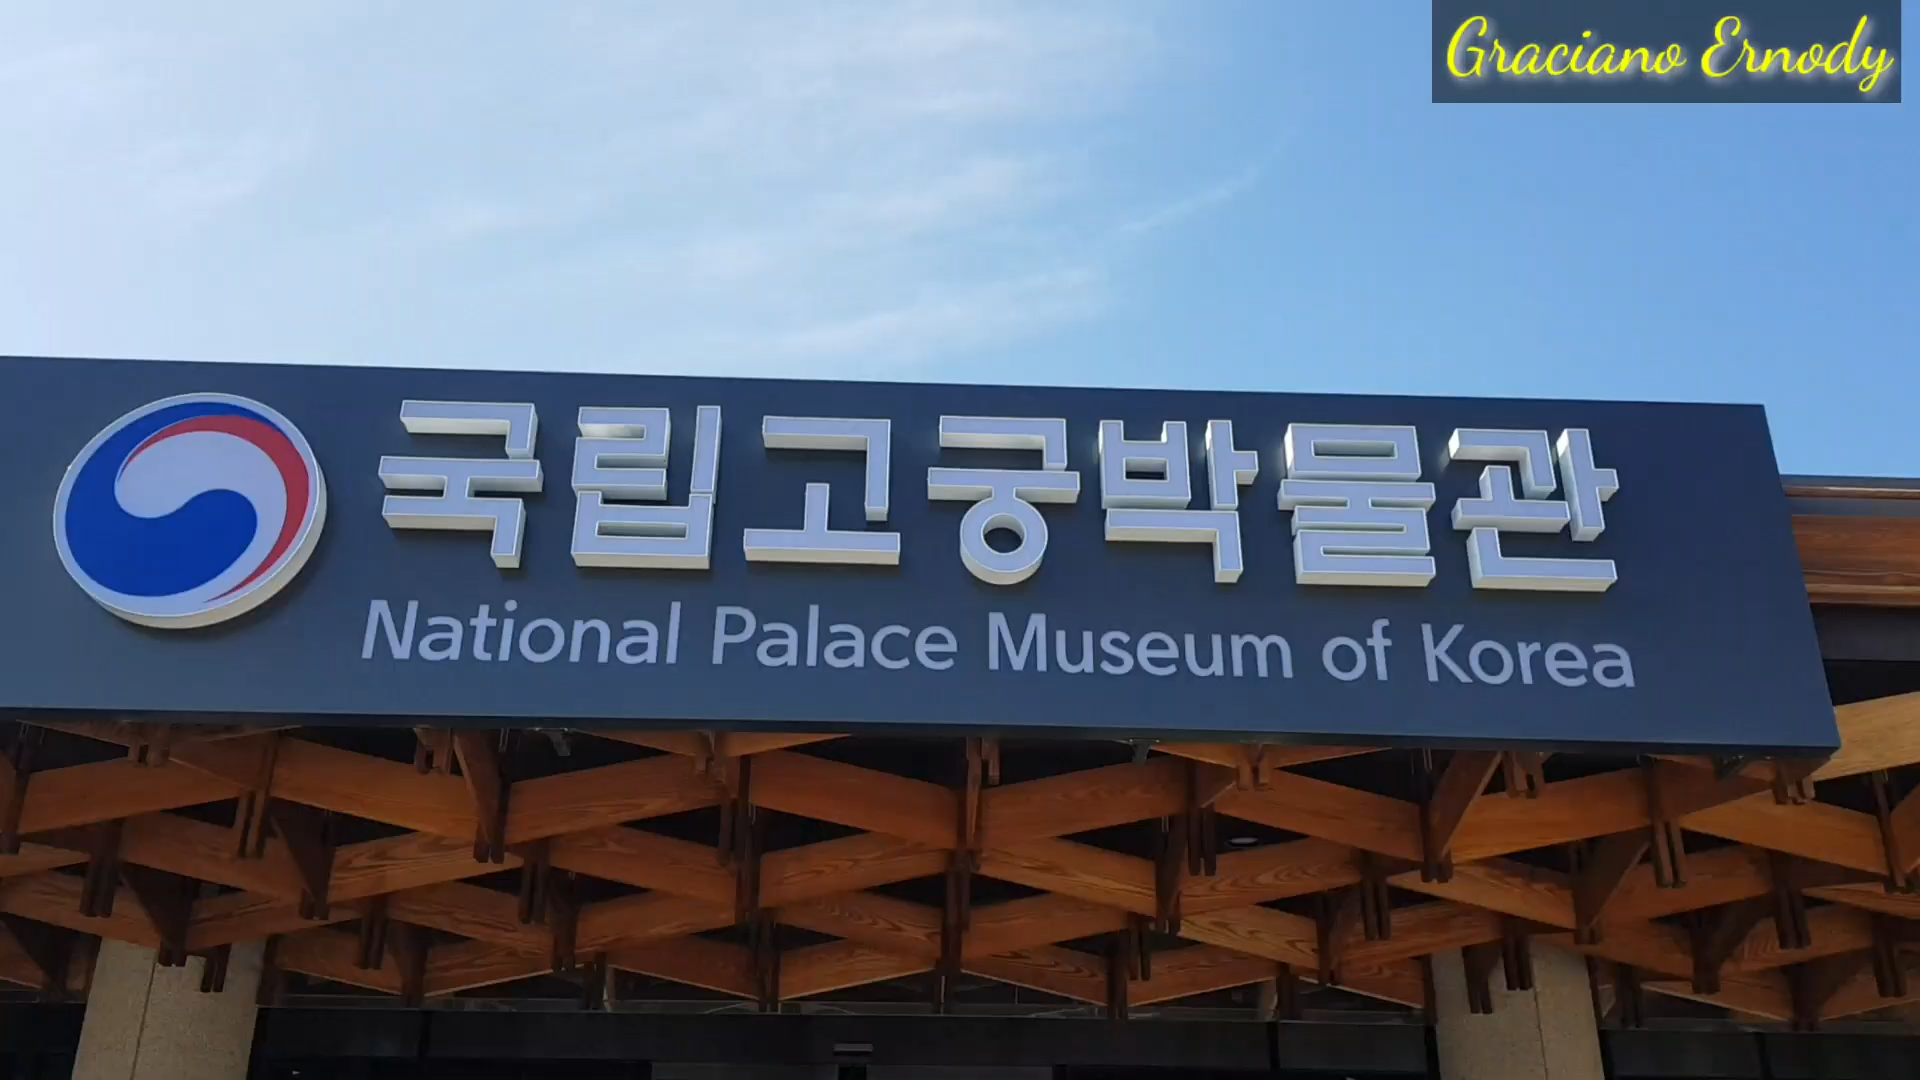 Graciano Ernody
국립고궁박물관
National Palace Museum of Korea